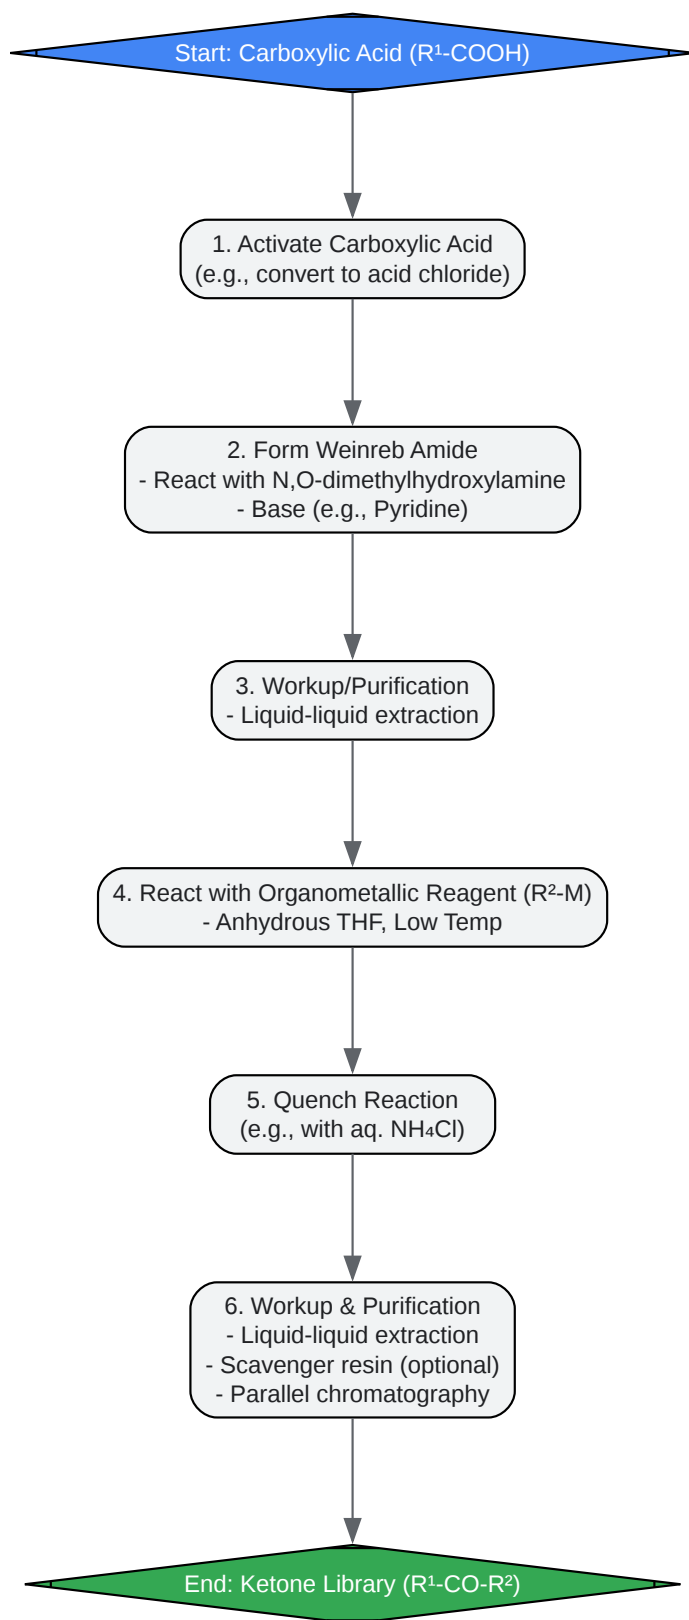 Start: Carboxylic Acid (R¹-COOH)
1. Activate Carboxylic Acid
(e.g., convert to acid chloride)
2. Form Weinreb Amide
- React with N,O-dimethylhydroxylamine
- Base (e.g., Pyridine)
3. Workup/Purification
- Liquid-liquid extraction
4. React with Organometallic Reagent (R²-M)
- Anhydrous THF, Low Temp
5. Quench Reaction
(e.g., with aq. NH₄Cl)
6. Workup & Purification
- Liquid-liquid extraction
- Scavenger resin (optional)
- Parallel chromatography
End: Ketone Library (R¹-CO-R²)